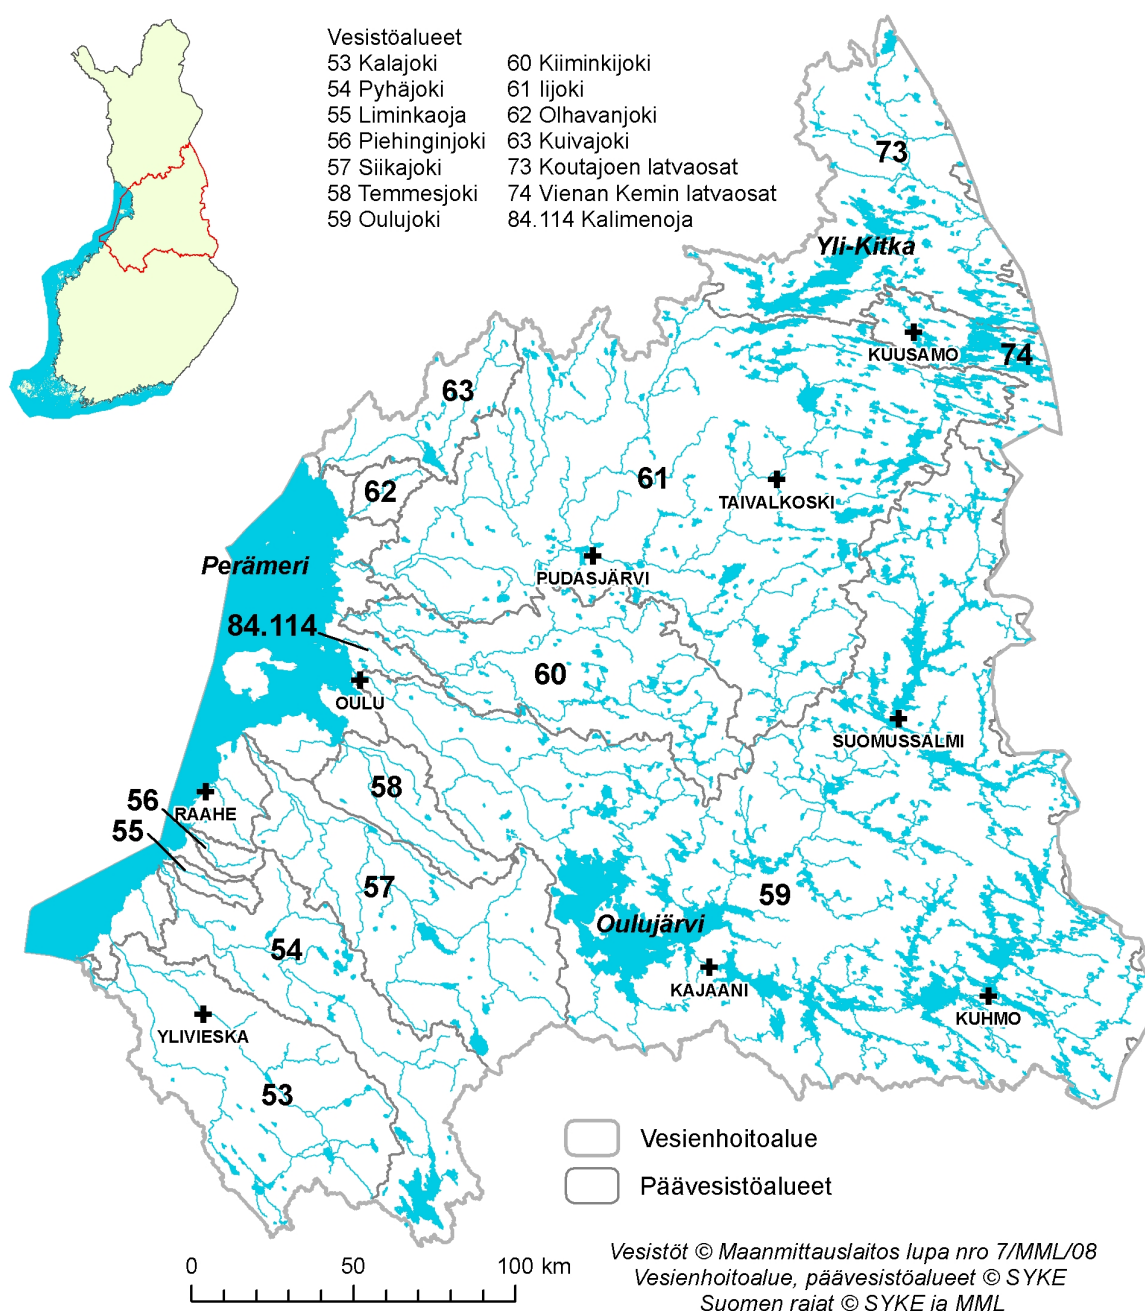 Vesistöalueet
53 Kalajoki
54 Pyhäjoki
55 Liminkaoja
56 Piehinginjoki
57 Siikajoki
58 Temmesjoki
59 Oulujoki
60 Kiiminkijoki
61 Iijoki
62 Olhavanjoki
63 Kuivajoki
73 Koutajoen latvaosat
74 Vienan Kemin latvaosat
84.114 Kalimenoja
73
Yli-Kitka
KUUSAMO
74
63
61
62
TAIVALKOSKI
Perämeri
PUDASJÄRVI
84.114
60
OULU
SUOMUSSALMI
58
56
RAAHE
55
57
59
Oulujärvi
54
KAJAANI
KUHMO
YLIVIESKA
53
Vesienhoitoalue
Päävesistöalueet
0 50 100 km
Vesistöt © Maanmittauslaitos lupa nro 7/MML/08
Vesienhoitoalue, päävesistöalueet © SYKE
Suomen rajat © SYKE ja MML